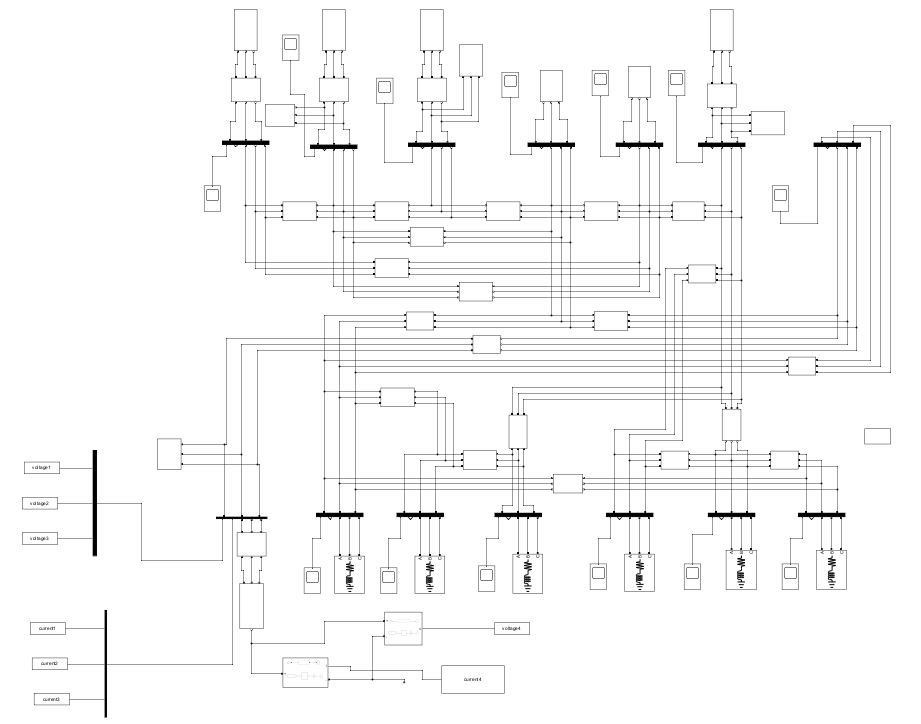 voltage1
voltage2
voltage3
current1
current2
current3
voltage4
current4
A B C
A B C
A B C
A B C
A B C
A B C